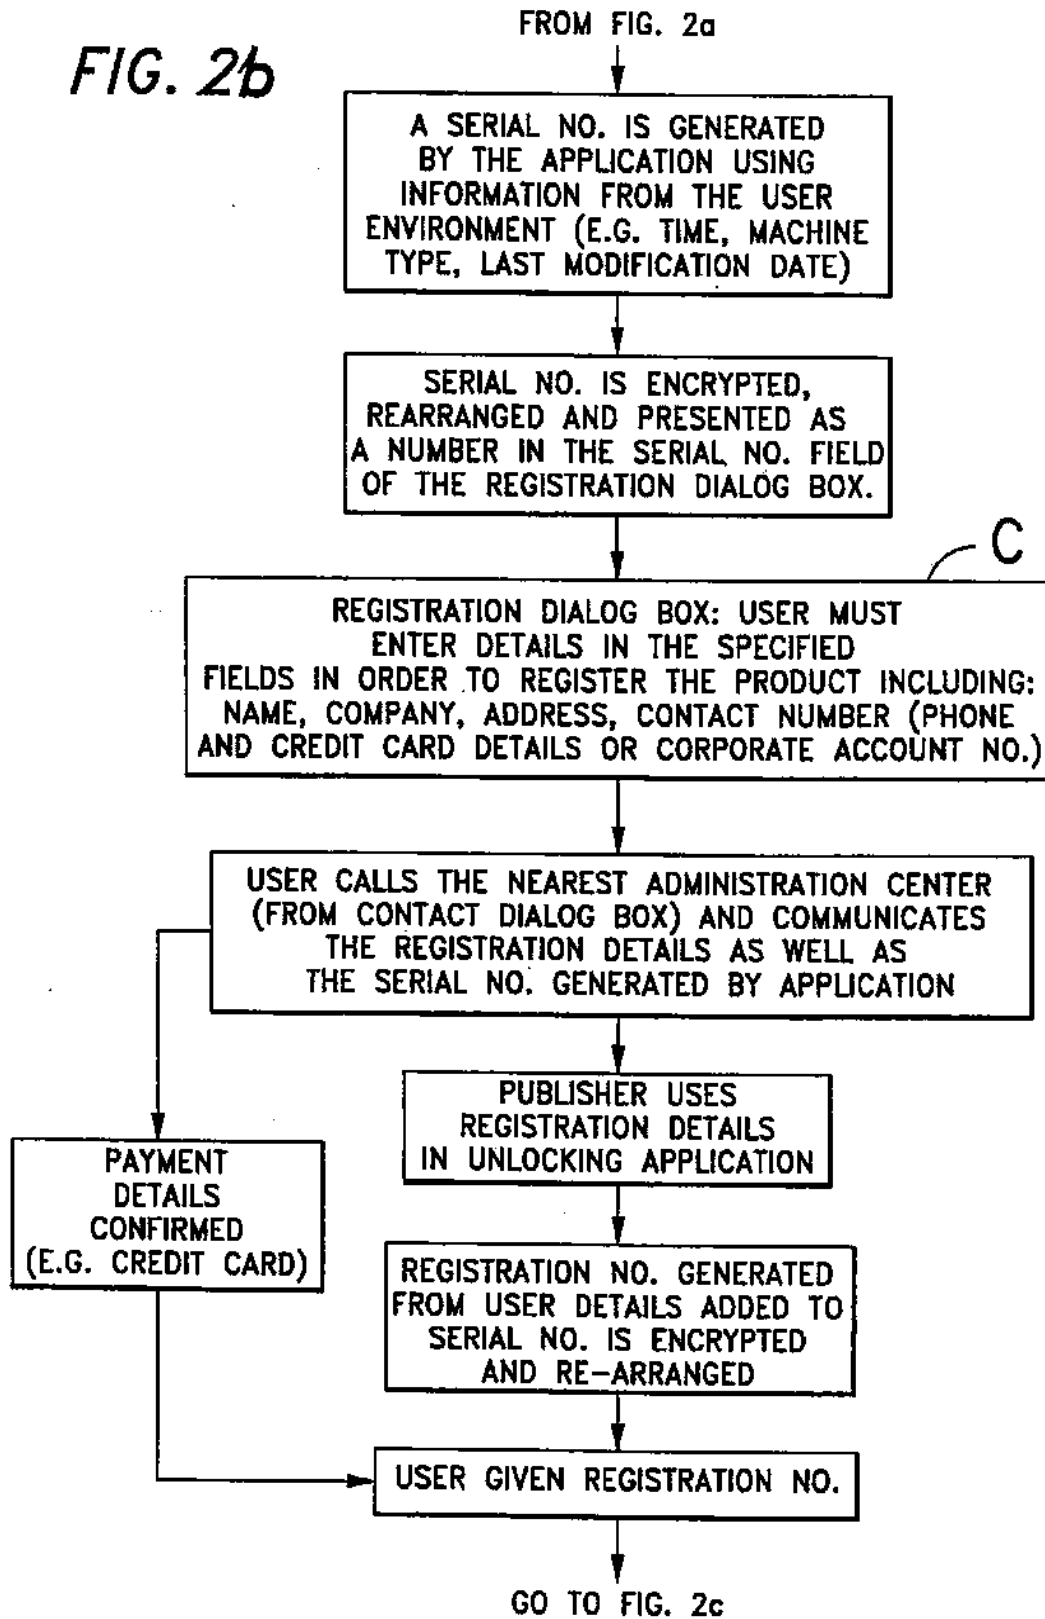 FROM FIG. 2a
FIG. 2b
A SERIAL NO. IS GENERATED
BY THE APPLICATION USING
INFORMATION FROM THE USER
ENVIRONMENT (E.G. TIME, MACHINE
TYPE, LAST MODIFICATION DATE)
SERIAL NO. IS ENCRYPTED,
REARRANGED AND PRESENTED AS
A NUMBER IN THE SERIAL NO. FIELD
OF THE REGISTRATION DIALOG BOX.
C
REGISTRATION DIALOG BOX: USER MUST
ENTER DETAILS IN THE SPECIFIED
FIELDS IN ORDER TO REGISTER THE PRODUCT INCLUDING:
NAME, COMPANY, ADDRESS, CONTACT NUMBER (PHONE
AND CREDIT CARD DETAILS OR CORPORATE ACCOUNT NO.)
USER CALLS THE NEAREST ADMINISTRATION CENTER
(FROM CONTACT DIALOG BOX) AND COMMUNICATES
THE REGISTRATION DETAILS AS WELL AS
THE SERIAL NO. GENERATED BY APPLICATION
PUBLISHER USES
REGISTRATION DETAILS
IN UNLOCKING APPLICATION
PAYMENT
DETAILS
CONFIRMED
(E.G. CREDIT CARD)
REGISTRATION NO. GENERATED
FROM USER DETAILS ADDED TO
SERIAL NO. IS ENCRYPTED
AND RE-ARRANGED
USER GIVEN REGISTRATION NO.
GO TO FIG. 2c